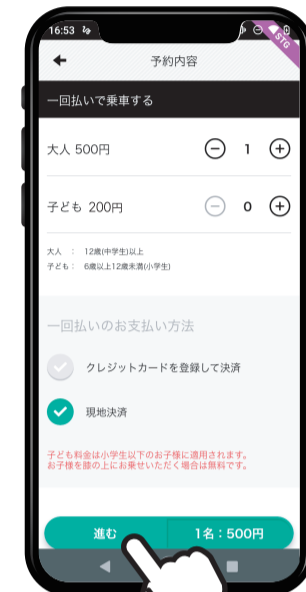 16:53
STG
予約内容
一回払いで乗車する
大人 500円
1
子ども 200円
0
大人 : 12歳(中学生)以上
子ども: 6歳以上12歳未満(小学生)
一回払いのお支払い方法
クレジットカードを登録して決済
現地決済
子ども料金は小学生以下のお子様に適用されます。
お子様を膝の上にお乗せいただく場合は無料です。
進む
1名:500円